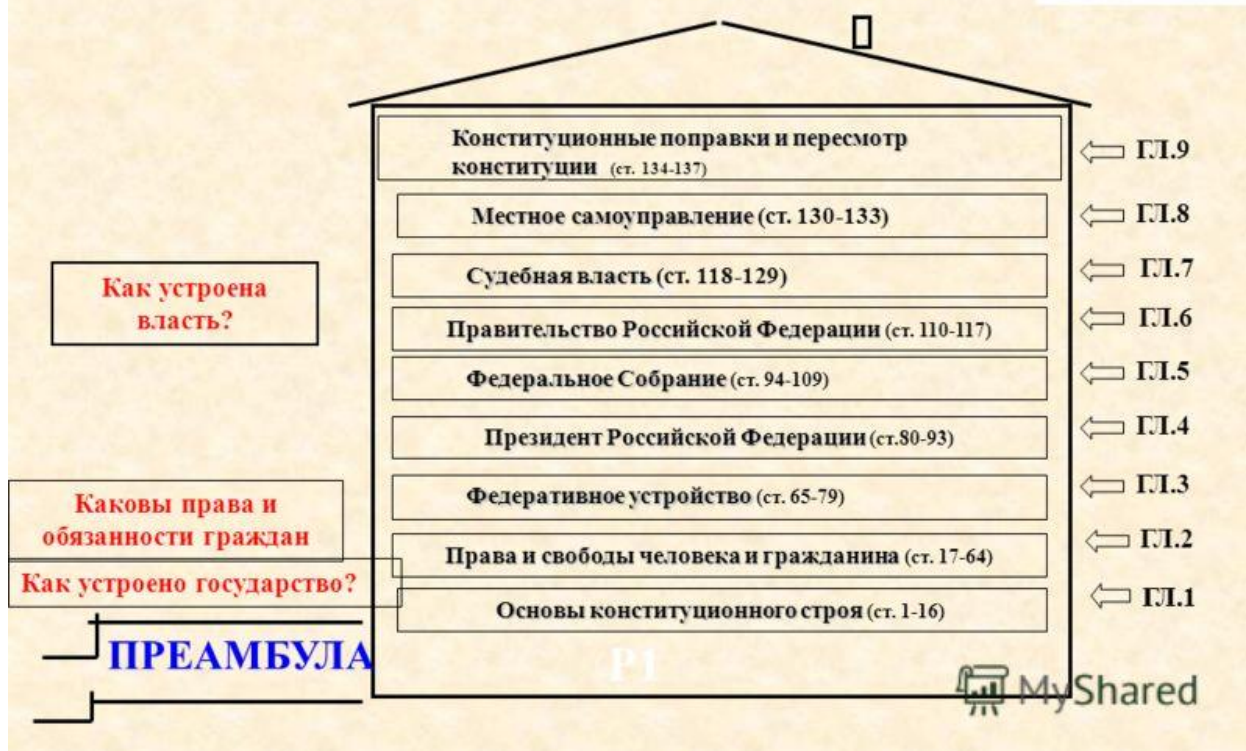 Конституционные поправки и пересмотр
конституции (ст. 134-137)
ГЛ.9
Местное самоуправление (ст. 130-133)
ГЛ.8
Судебная власть (ст. 118-129)
ГЛ.7
Как устроена
власть?
Правительство Российской Федерации (ст. 110-117)
ГЛ.6
Федеральное Собрание (ст. 94-109)
ГЛ.5
Президент Российской Федерации (ст.80-93)
ГЛ.4
Федеративное устройство (ст. 65-79)
ГЛ.3
Каковы права и
обязанности граждан
Права и свободы человека и гражданина (ст. 17-64)
ГЛ.2
Как устроено государство?
Основы конституционного строя (ст. 1-16)
ГЛ.1
ПРЕАМБУЛА
Р1
MyShared